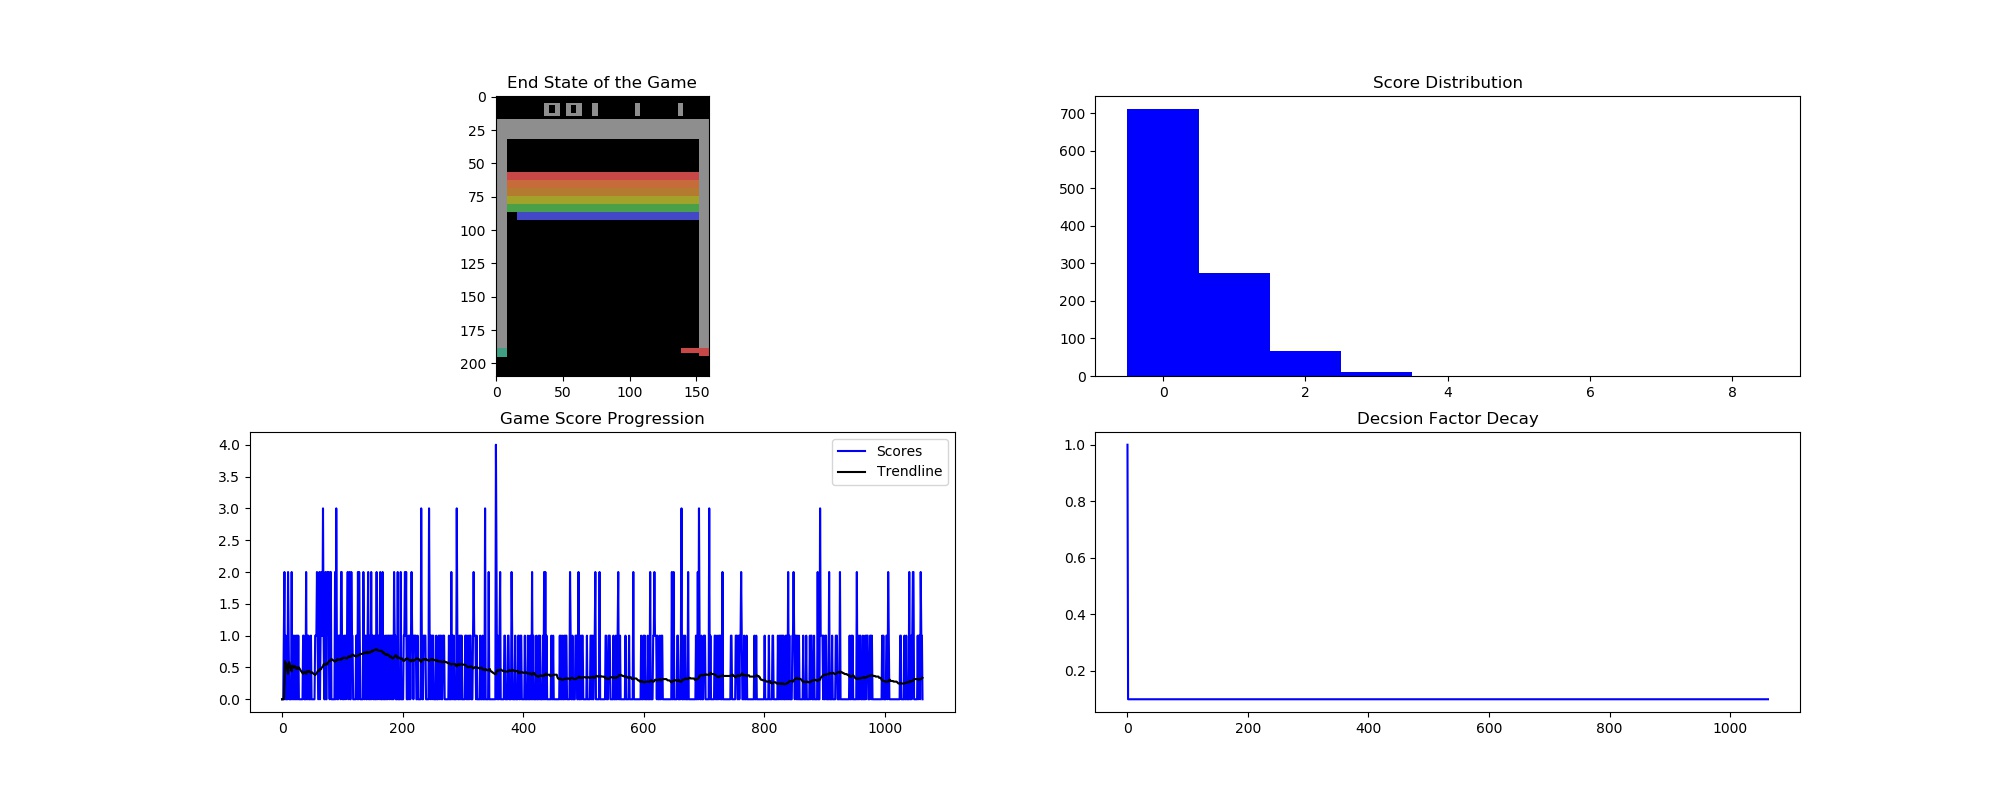 End State of the Game
0
25
50
75
100
125
150
175
200
0 50 100 150
001 1 1
Score Distribution
700
600
500
400
300
200
100
0
0 2 4 6 8
Game Score Progression
4.0
3.5
3.0
2.5
2.0
1.5
1.0
0.5
0.0
0 200 400 600 800 1000
Scores
Trendline
Decsion Factor Decay
1.0
0.8
0.6
0.4
0.2
0 200 400 600 800 1000